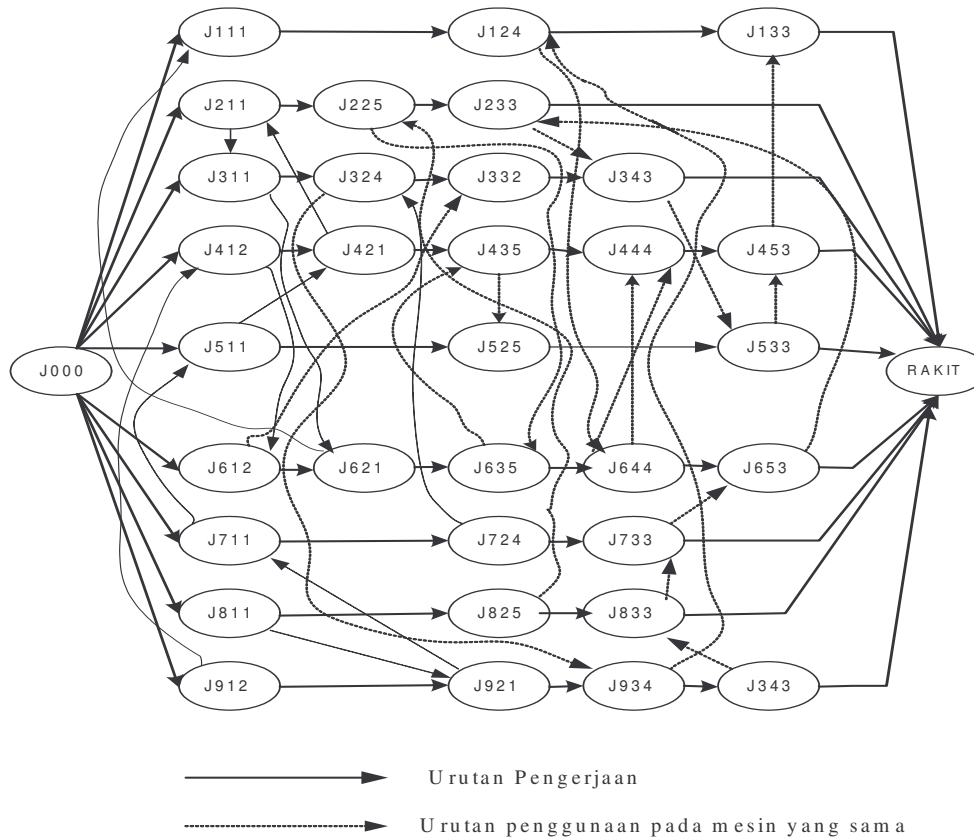 J111 J124 J133
J211 J225 J233
J311 J324 J332 J343
J412 J421 J435 J444 J453
J511 J525 J533
J000 RAKIT
J612 J621 J635 J644 J653
J711 J724 J733
J811 J825 J833
J912 J921 J934 J343
Urutan Pengerjaan
Urutan penggunaan pada mesin yang sama